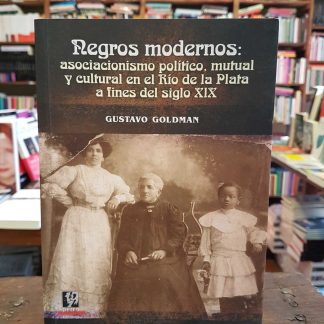 Negros modernos:
asociacionismo político, mutual
y cultural en el Río de la Plata
a fines del siglo XIX
GUSTAVO GOLDMAN